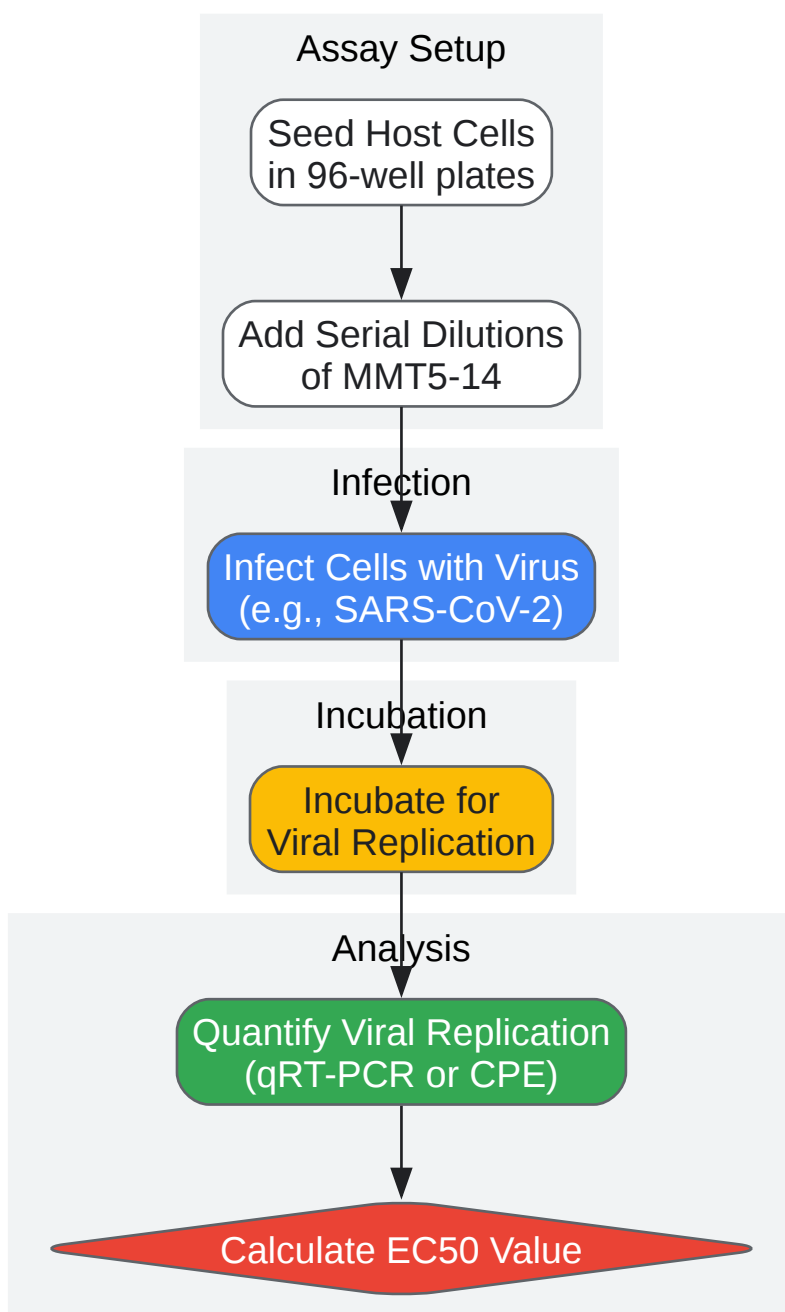 Assay Setup
Seed Host Cells
in 96-well plates
Add Serial Dilutions
of MMT5-14
Infection
Infect Cells with Virus
(e.g., SARS-CoV-2)
Incubation
Incubate for
Viral Replication
Analysis
Quantify Viral Replication
(qRT-PCR or CPE)
Calculate EC50 Value